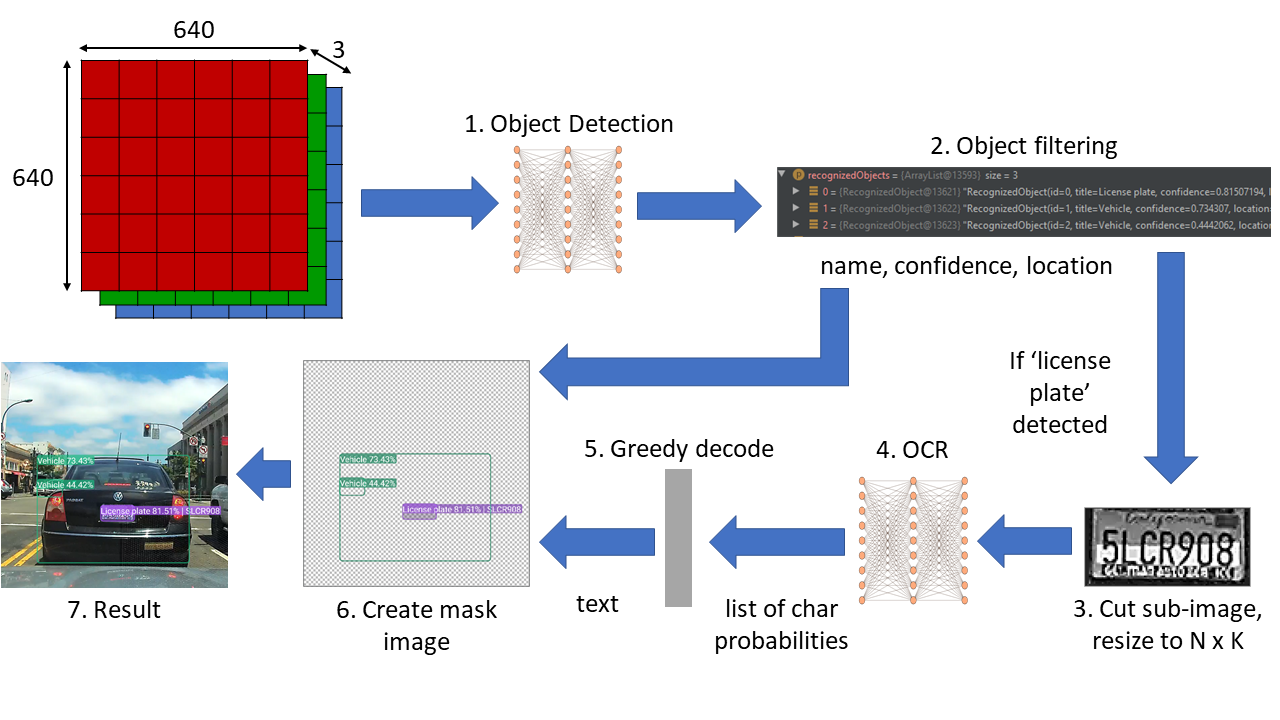 640
3
640
1. Object Detection
2. Object filtering
recognizedObjects = {ArrayList@13593} size = 3
0 = {RecognizedObject@13621} "RecognizedObject(id=0, title=License plate, confidence=0.81507194, l
1 = {RecognizedObject@13622} "RecognizedObject(id=1, title=Vehicle, confidence=0.734307, location:
2 = {RecognizedObject@13623} "RecognizedObject(id=2, title=Vehicle, confidence=0.4442062, locatio
name, confidence, location
If ‘license
plate’
detected
5LCR908
3. Cut sub-image,
resize to N x K
4. OCR
list of char
probabilities
5. Greedy decode
text
Vehicle 73.43%
Vehicle 44.42%
License plate 81.51% | SLCR908
6. Create mask
image
Vehicle 73.43%
Vehicle 44.42%
License plate 81.51% | SLCR908
7. Result